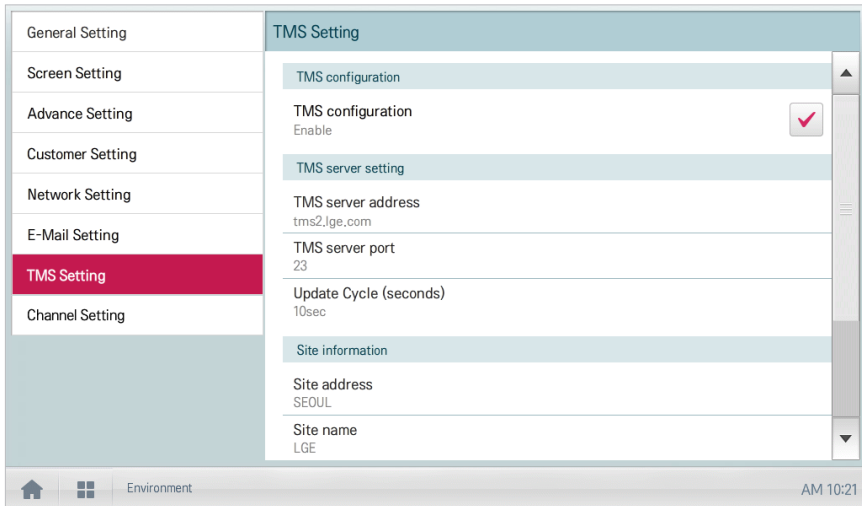 General Setting
Screen Setting
Advance Setting
Customer Setting
Network Setting
E-Mail Setting
TMS Setting
Channel Setting
TMS Setting
TMS configuration
TMS configuration
Enable
TMS server setting
TMS server address
tms2.lge.com
TMS server port
23
Update Cycle (seconds)
10sec
Site information
Site address
SEOUL
Site name
LGE
Environment
AM 10:21